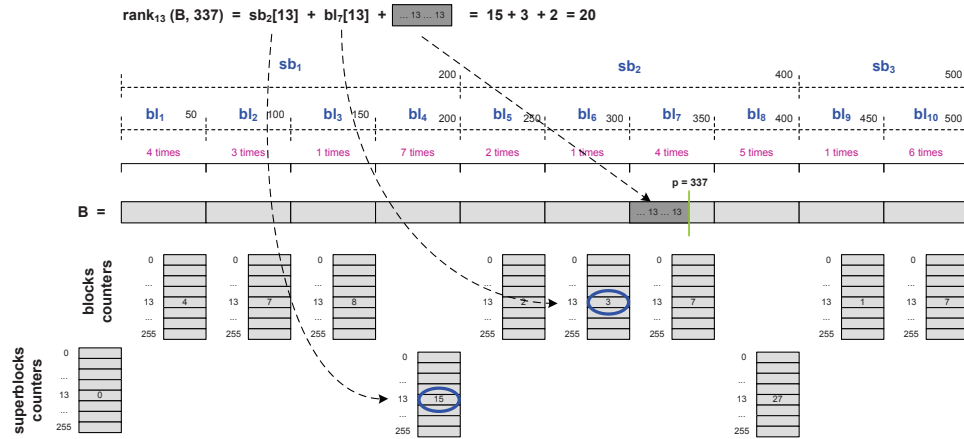 rank13 (B, 337) = sb2[13] + bl7[13] + ... 13 ... 13 = 15 + 3 + 2 = 20
sb1 200 sb2 400 sb3 500
bl1 50 bl2 100 bl3 150 bl4 200 bl5 250 bl6 300 bl7 350 bl8 400 bl9 450 bl10 500
4 times 3 times 1 times 7 times 2 times 1 times 4 times 5 times 1 times 6 times
p = 337
B = ... 13 ... 13
blocks
counters
0 0 0 0 0 0 0 0
... ... ... ... ... ... ... ...
13 4 13 7 13 8 13 2 13 3 13 7 13 1 13 7
... ... ... ... ... ... ... ...
255 255 255 255 255 255 255 255
superblocks
counters
0 0 0
... ... ...
13 0 13 15 13 27
... ... ...
255 255 255